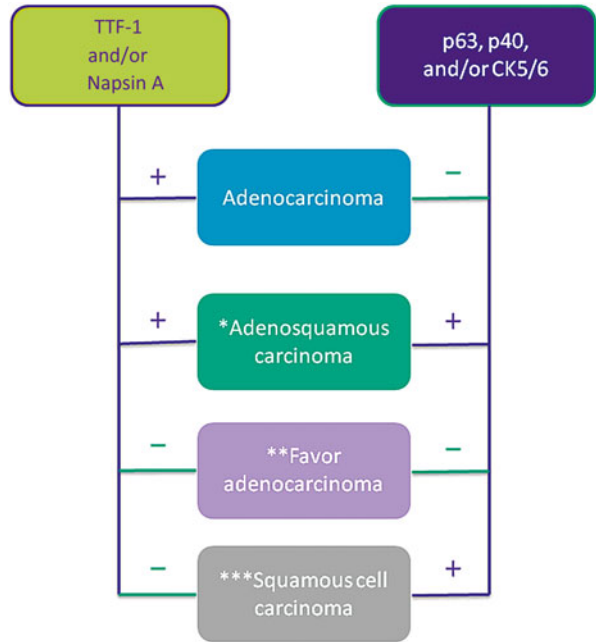 TTF-1
and/or
Napsin A
p63, p40,
and/or CK5/6
+
Adenocarcinoma
−
+
*Adenosquamous
carcinoma
+
−
**Favor
adenocarcinoma
−
−
***Squamous cell
carcinoma
+